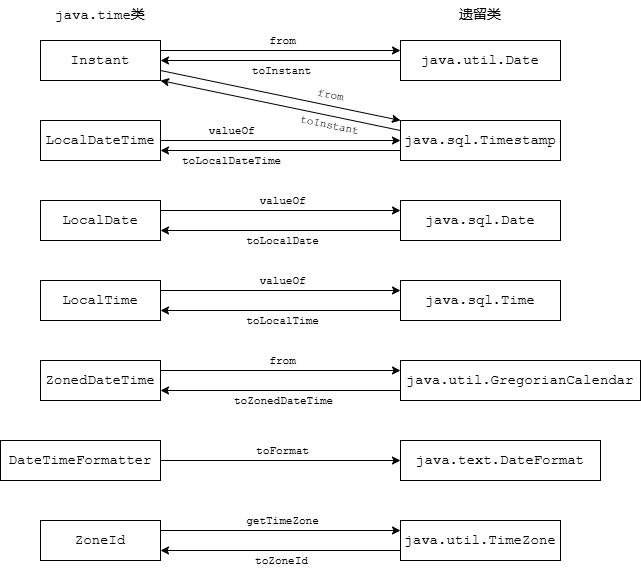 java.time类 遗留类
from
Instant java.util.Date
toInstant
from
toInstant
valueOf
LocalDateTime java.sql.Timestamp
toLocalDateTime
valueOf
LocalDate java.sql.Date
toLocalDate
valueOf
LocalTime java.sql.Time
toLocalTime
from
ZonedDateTime java.util.GregorianCalendar
toZonedDateTime
toFormat
DateTimeFormatter java.text.DateFormat
getTimeZone
ZoneId java.util.TimeZone
toZoneId